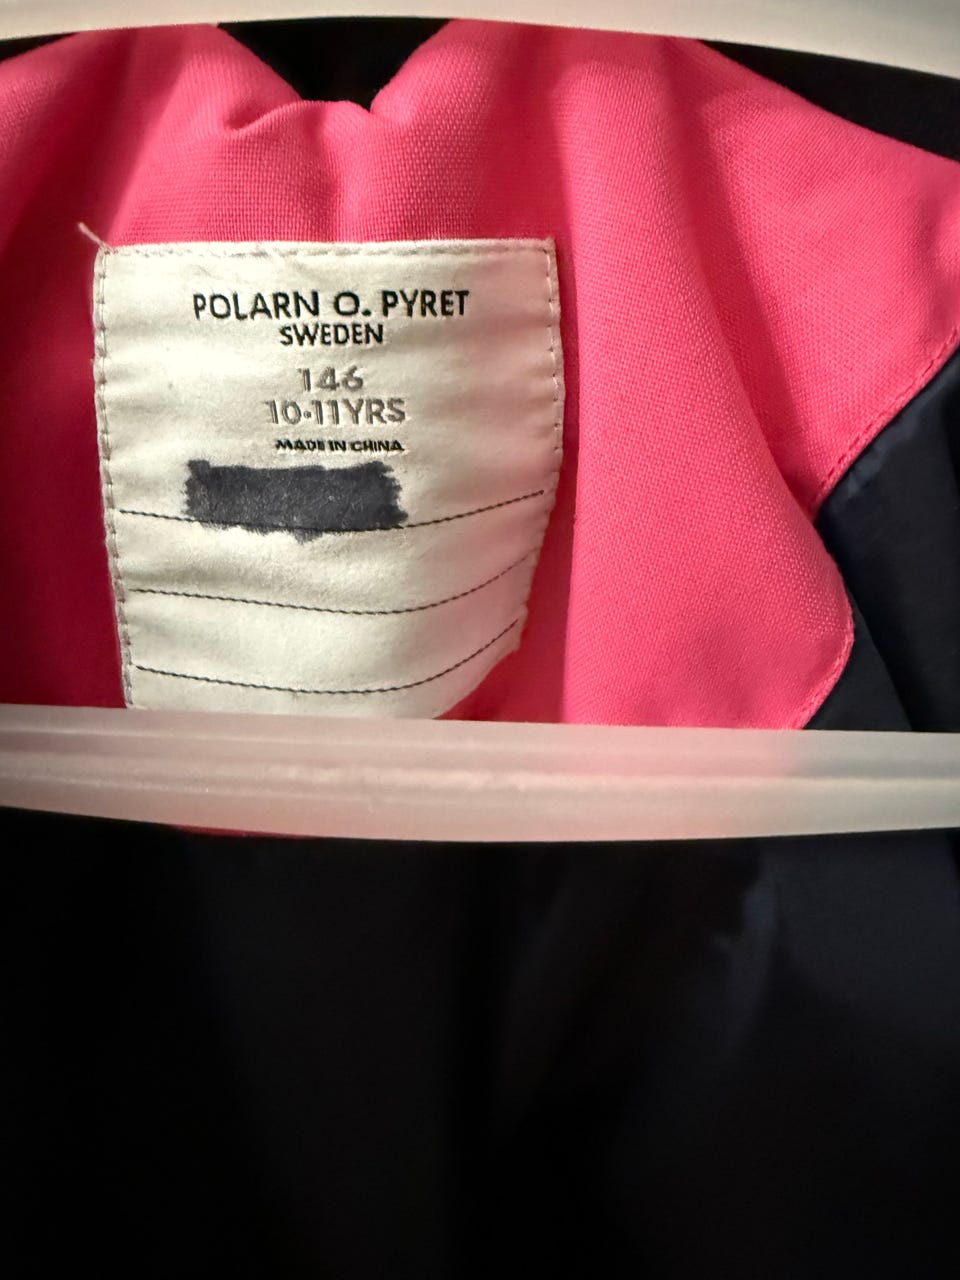 POLARN O. PYRET
SWEDEN
146
10-11YRS
MADE IN CHINA